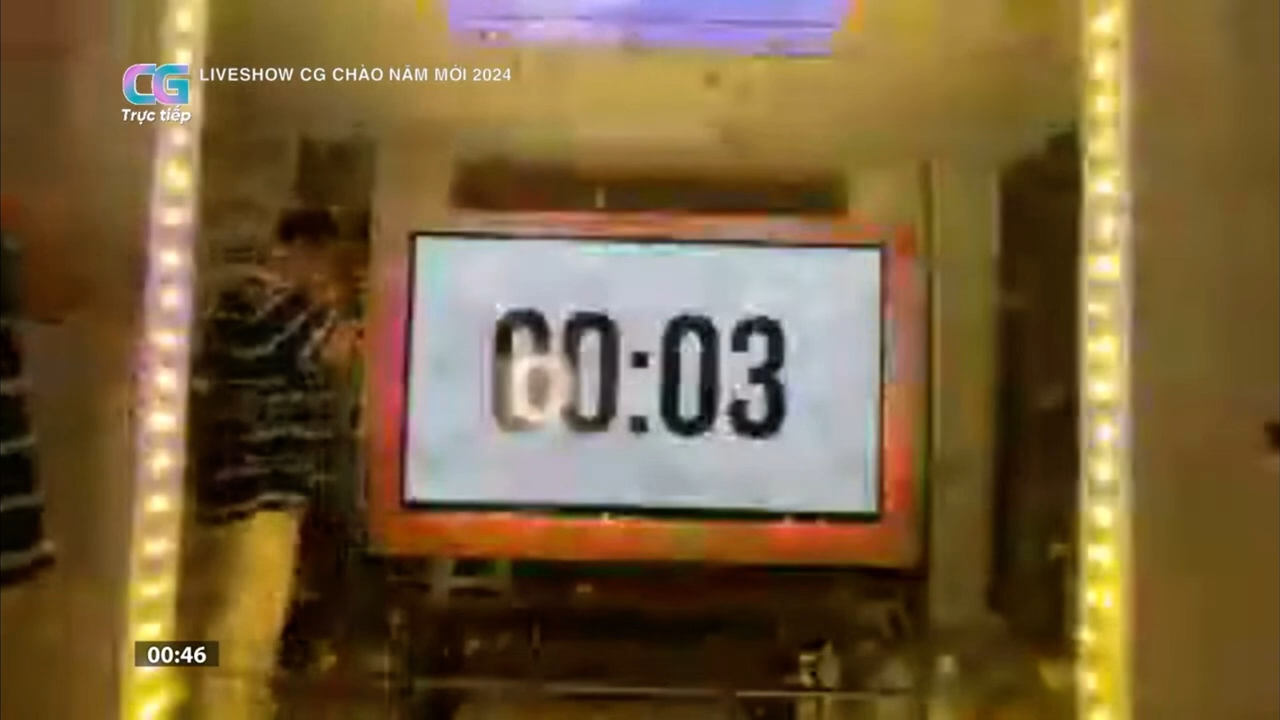 CG
Trực tiếp
LIVESHOW CG CHÀO NĂM MỚI 2024
00:03
00:46